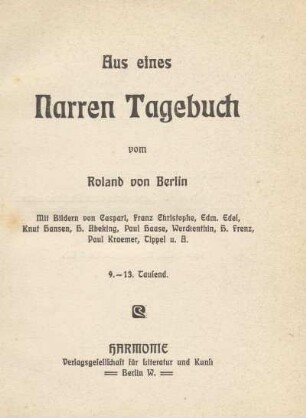 Aus eines
Narren Tagebuch
vom
Roland von Berlin
Mit Bildern von Caspari, Franz Christophe, Edm. Edel,
Knut Hansen, H. Abeking, Paul Haase, Werckenthin, H. Frenz,
Paul Kraemer, Tippel u. A.
9.–13. Tausend.
HARMONIE
Verlagsgesellschaft für Literatur und Kunst
Berlin W.